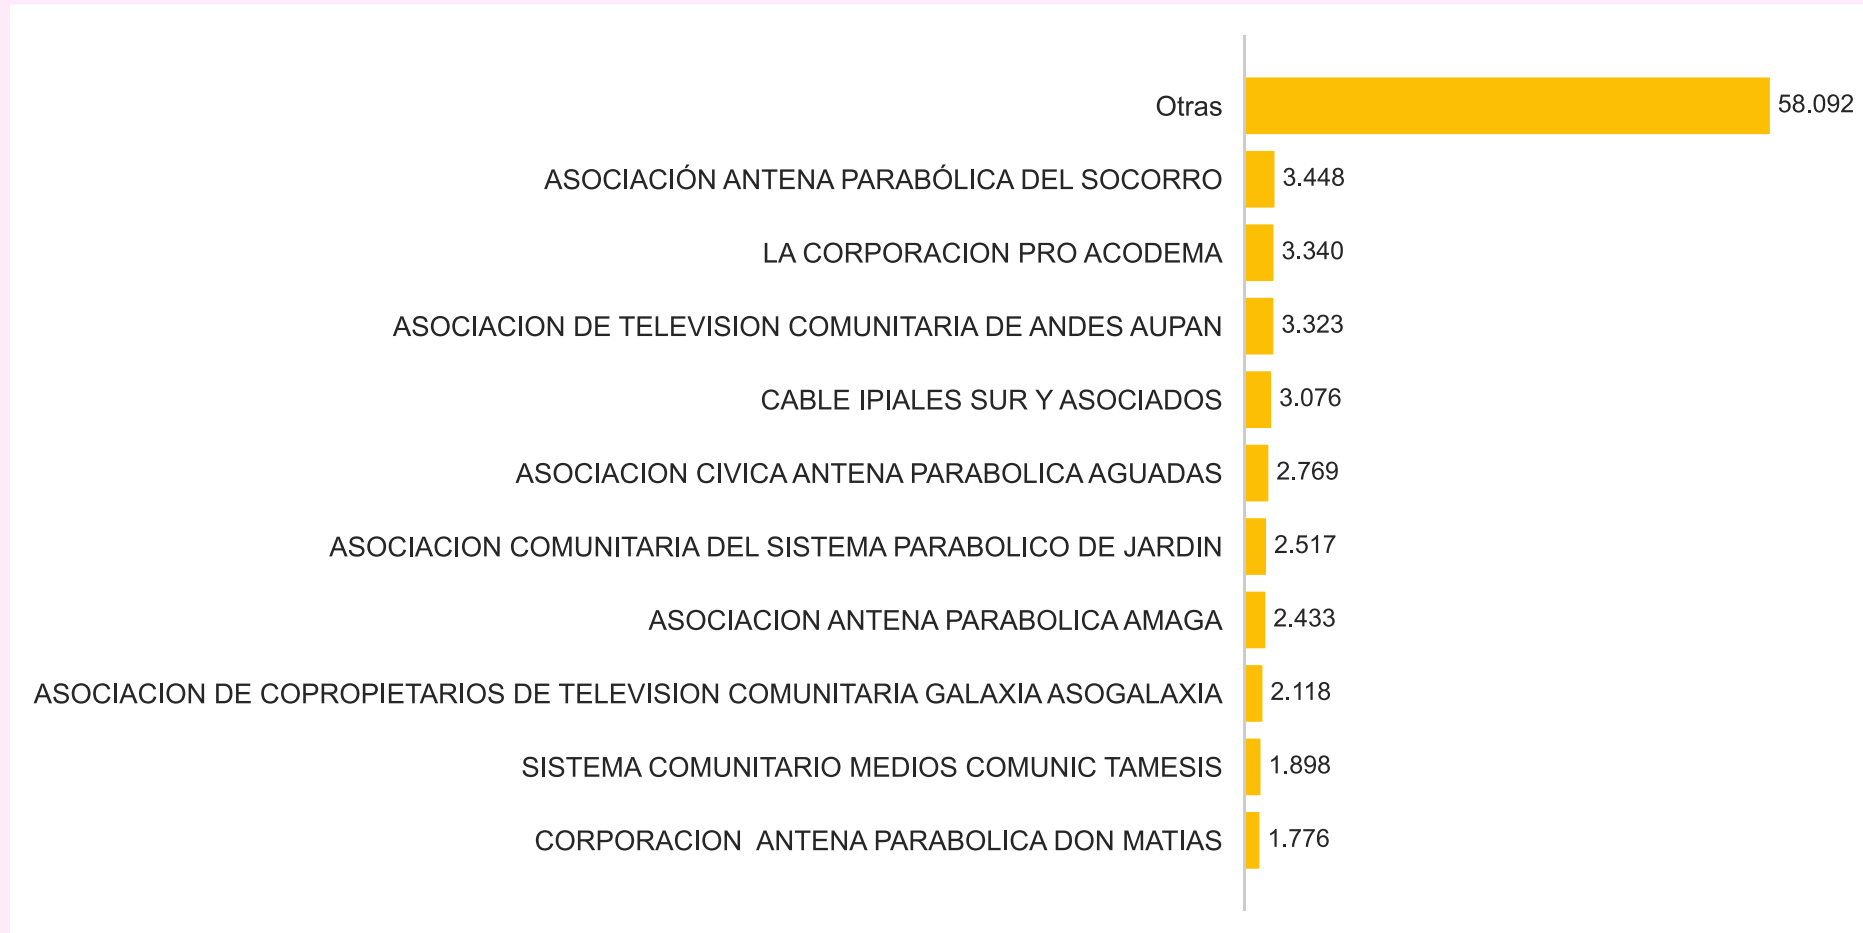 Otras 58.092
ASOCIACIÓN ANTENA PARABÓLICA DEL SOCORRO 3.448
LA CORPORACION PRO ACODEMA 3.340
ASOCIACION DE TELEVISION COMUNITARIA DE ANDES AUPAN 3.323
CABLE IPIALES SUR Y ASOCIADOS 3.076
ASOCIACION CIVICA ANTENA PARABOLICA AGUADAS 2.769
ASOCIACION COMUNITARIA DEL SISTEMA PARABOLICO DE JARDIN 2.517
ASOCIACION ANTENA PARABOLICA AMAGA 2.433
ASOCIACION DE COPROPIETARIOS DE TELEVISION COMUNITARIA GALAXIA ASOGALAXIA 2.118
SISTEMA COMUNITARIO MEDIOS COMUNIC TAMESIS 1.898
CORPORACION  ANTENA PARABOLICA DON MATIAS 1.776